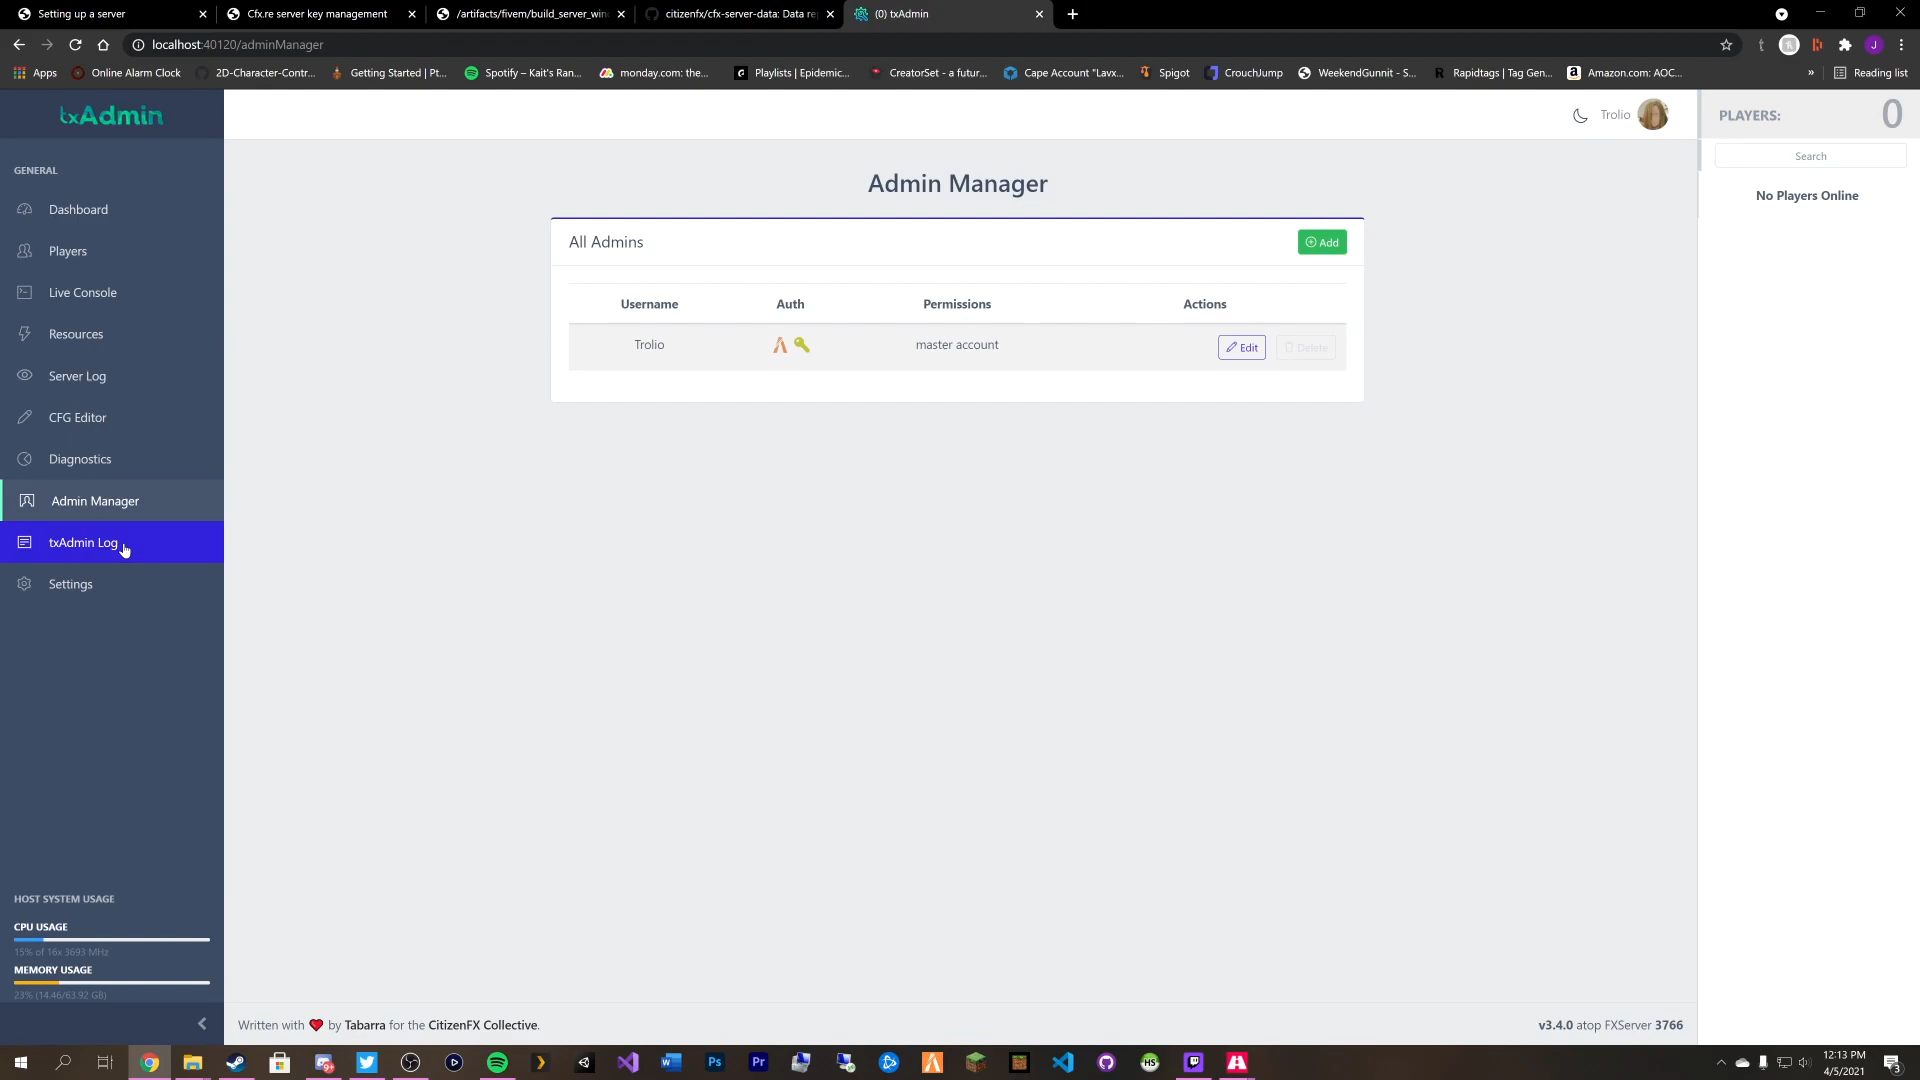 Setting up a server
Cfx.re server key management
/artifacts/fivem/build_server_win
citizenfx/cfx-server-data: Data re
(0) txAdmin
localhost:40120/adminManager
Apps
Online Alarm Clock
2D-Character-Contr...
Getting Started | Pt...
Spotify – Kait's Ran...
monday.com: the...
Playlists | Epidemic...
CreatorSet - a futur...
Cape Account "Lavx...
Spigot
CrouchJump
WeekendGunnit - S...
Rapidtags | Tag Gen...
Amazon.com: AOC...
»
Reading list
txAdmin
Trolio
PLAYERS: 0
Search
No Players Online
GENERAL
Dashboard
Players
Live Console
Resources
Server Log
CFG Editor
Diagnostics
Admin Manager
txAdmin Log
Settings
Admin Manager
All Admins
Add
Username Auth Permissions Actions
Trolio master account Edit Delete
HOST SYSTEM USAGE
CPU USAGE
15% of 16x 3693 MHz
MEMORY USAGE
23% (14.46/63.92 GB)
Written with ❤ by Tabarra for the CitizenFX Collective.
v3.4.0 atop FXServer 3766
12:13 PM
4/5/2021